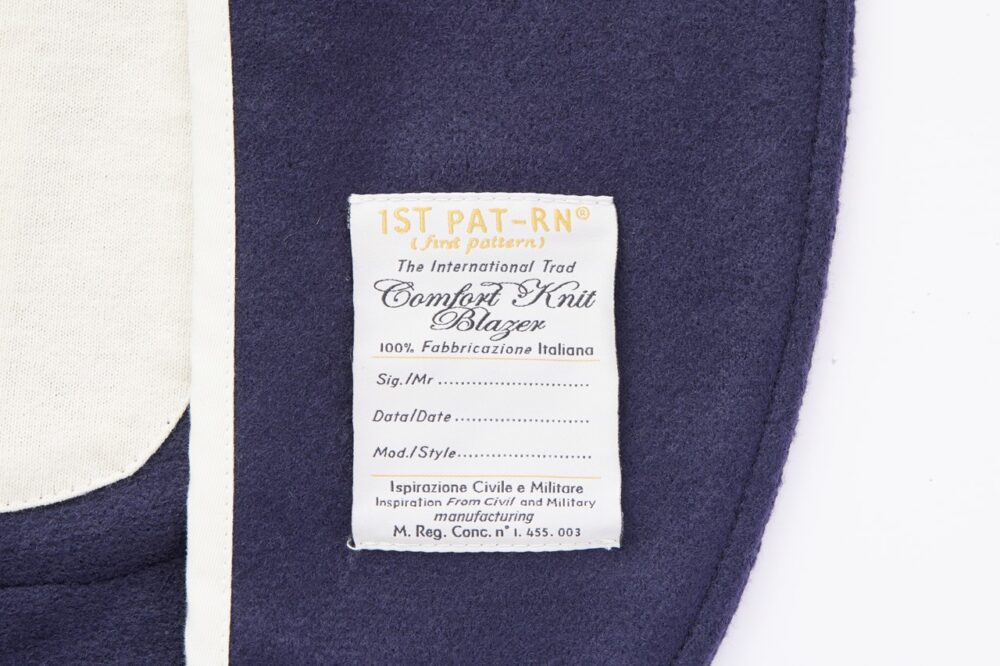 1ST PAT-RN®
(first pattern)
The International Trad
Comfort Knit
Blazer
100% Fabbricazione Italiana
Sig./Mr ..........................
Data/Date .......................
Mod./Style.......................
Ispirazione Civile e Militare
Inspiration From Civil and Military
manufacturing
M. Reg. Conc. n° 1. 455. 003